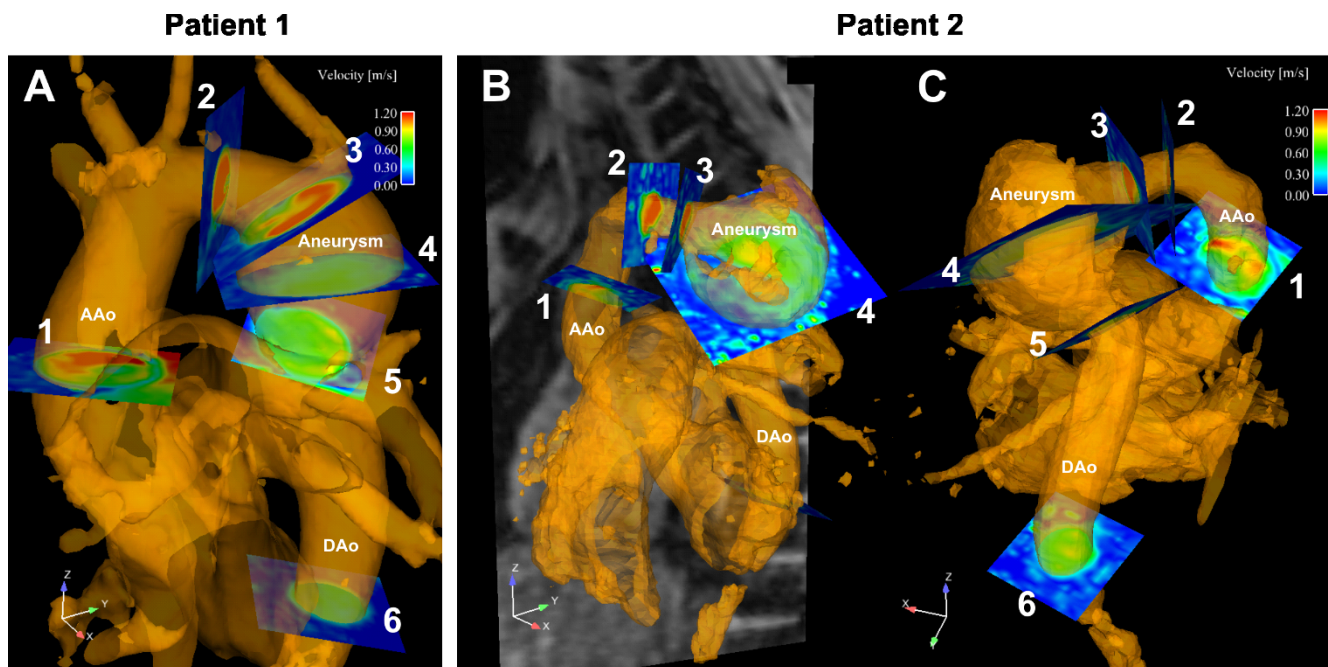 Patient 1
Patient 2
A
Velocity [m/s]
1.20
0.90
0.60
0.30
0.00
2
3
Aneurysm
4
AAo
1
5
DAo
6
Z
Y
X
B
2
3
Aneurysm
1
4
AAo
DAo
Z
Y
X
C
Velocity [m/s]
1.20
0.90
0.60
0.30
0.00
3
2
Aneurysm
AAo
4
1
5
DAo
6
X
Z